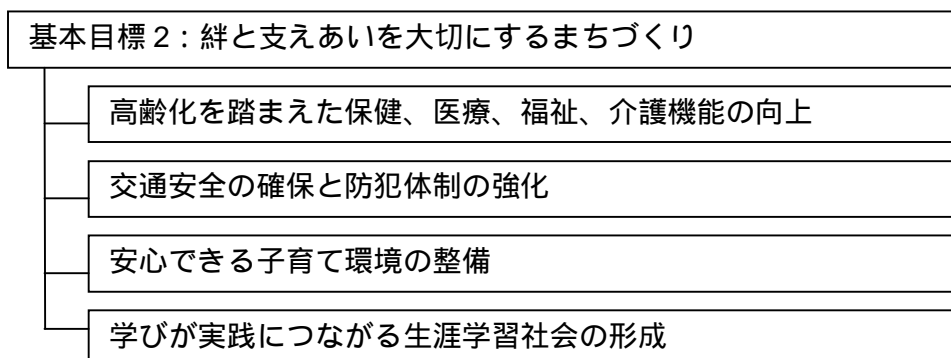 基本目標２：絆と支えあいを大切にするまちづくり
高齢化を踏まえた保健、医療、福祉、介護機能の向上
交通安全の確保と防犯体制の強化
安心できる子育て環境の整備
学びが実践につながる生涯学習社会の形成